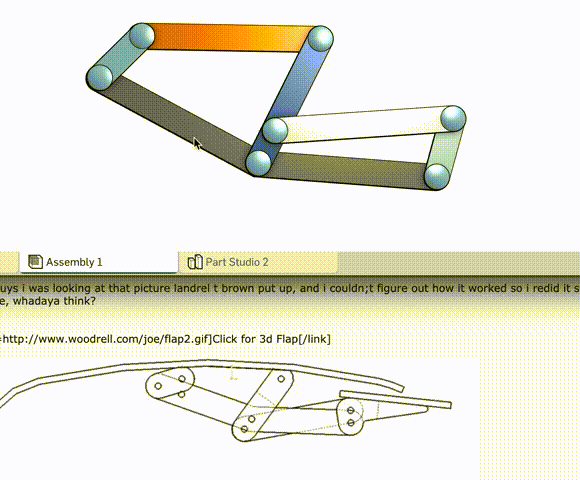 Assembly 1
Part Studio 2
uys i was looking at that picture landrel t brown put up, and i couldn;t figure out how it worked so i redid it s
e, whadaya think?
=http://www.woodrell.com/joe/flap2.gif]Click for 3d Flap[/link]